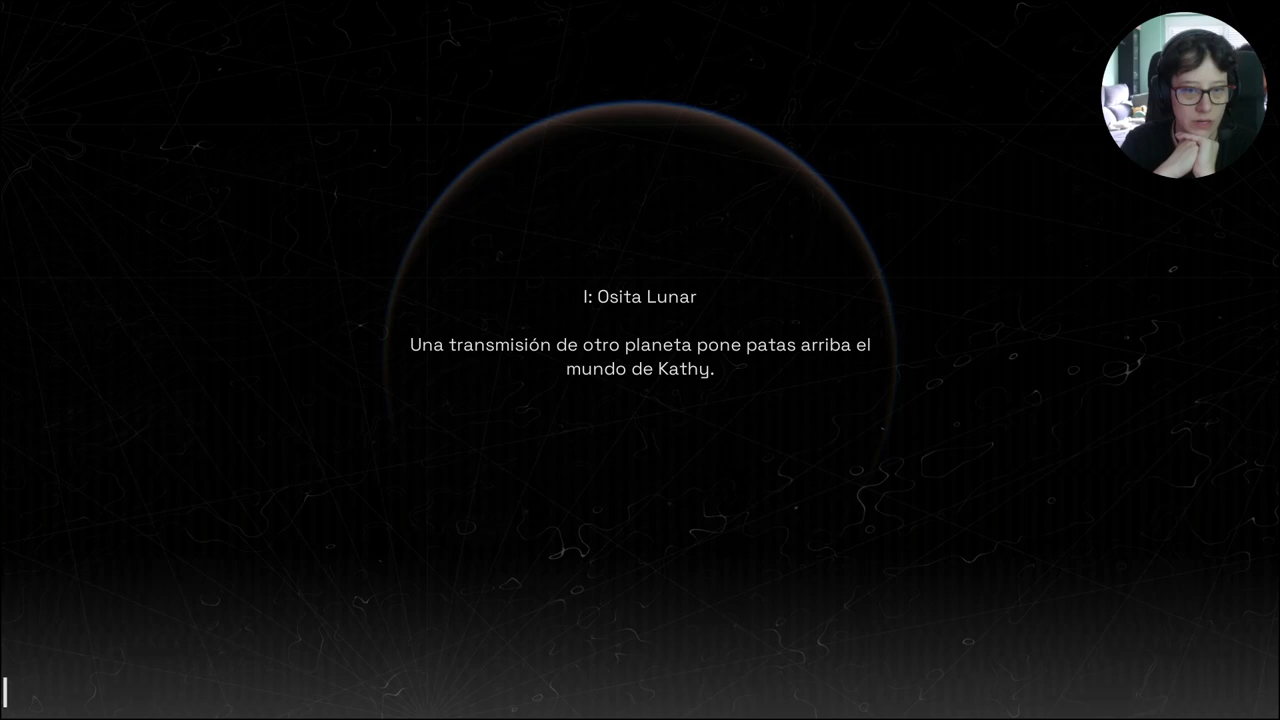 I: Osita Lunar
Una transmisión de otro planeta pone patas arriba el
mundo de Kathy.